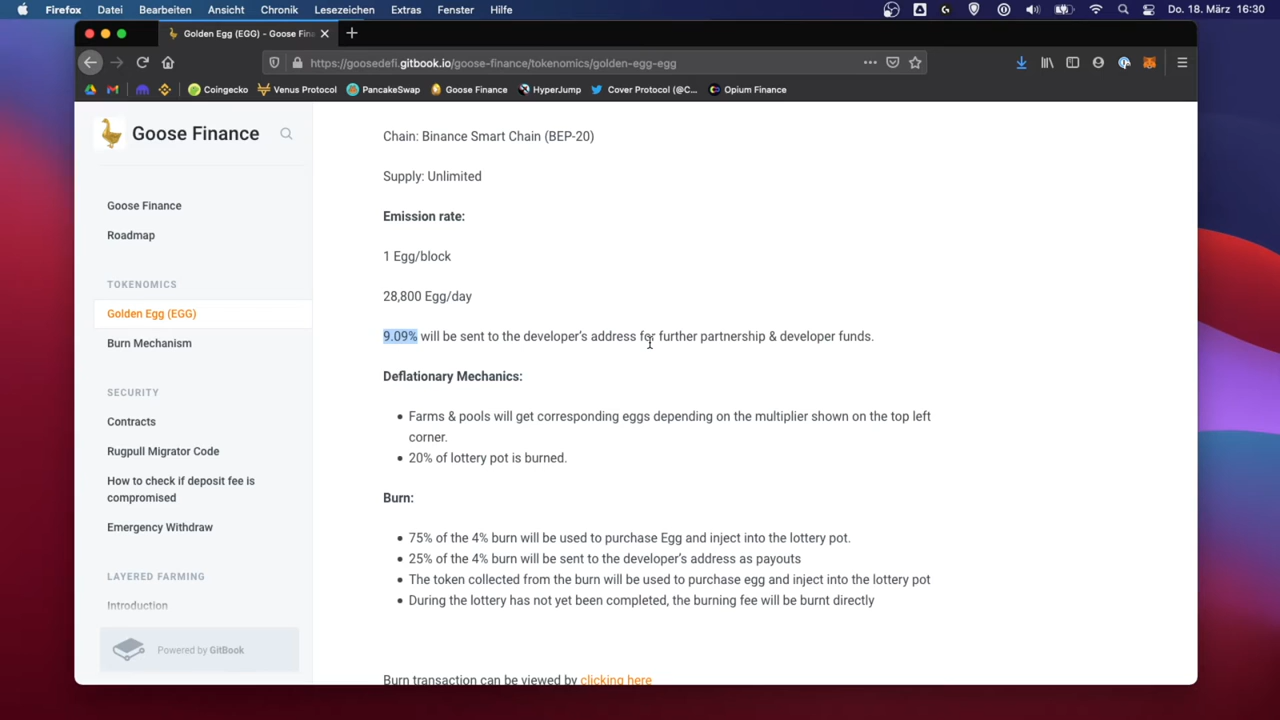 Firefox Datei Bearbeiten Ansicht Chronik Lesezeichen Extras Fenster Hilfe Do. 18. März 16:30
Golden Egg (EGG) - Goose Fina
https://goosedefi.gitbook.io/goose-finance/tokenomics/golden-egg-egg
Coingecko Venus Protocol PancakeSwap Goose Finance HyperJump Cover Protocol (@C... Opium Finance
Goose Finance
Goose Finance
Roadmap
TOKENOMICS
Golden Egg (EGG)
Burn Mechanism
SECURITY
Contracts
Rugpull Migrator Code
How to check if deposit fee is
compromised
Emergency Withdraw
LAYERED FARMING
Introduction
Powered by GitBook
Chain: Binance Smart Chain (BEP-20)
Supply: Unlimited
Emission rate:
1 Egg/block
28,800 Egg/day
9.09% will be sent to the developer's address for further partnership & developer funds.
Deflationary Mechanics:
• Farms & pools will get corresponding eggs depending on the multiplier shown on the top left
corner.
• 20% of lottery pot is burned.
Burn:
• 75% of the 4% burn will be used to purchase Egg and inject into the lottery pot.
• 25% of the 4% burn will be sent to the developer's address as payouts
• The token collected from the burn will be used to purchase egg and inject into the lottery pot
• During the lottery has not yet been completed, the burning fee will be burnt directly
Burn transaction can be viewed by clicking here